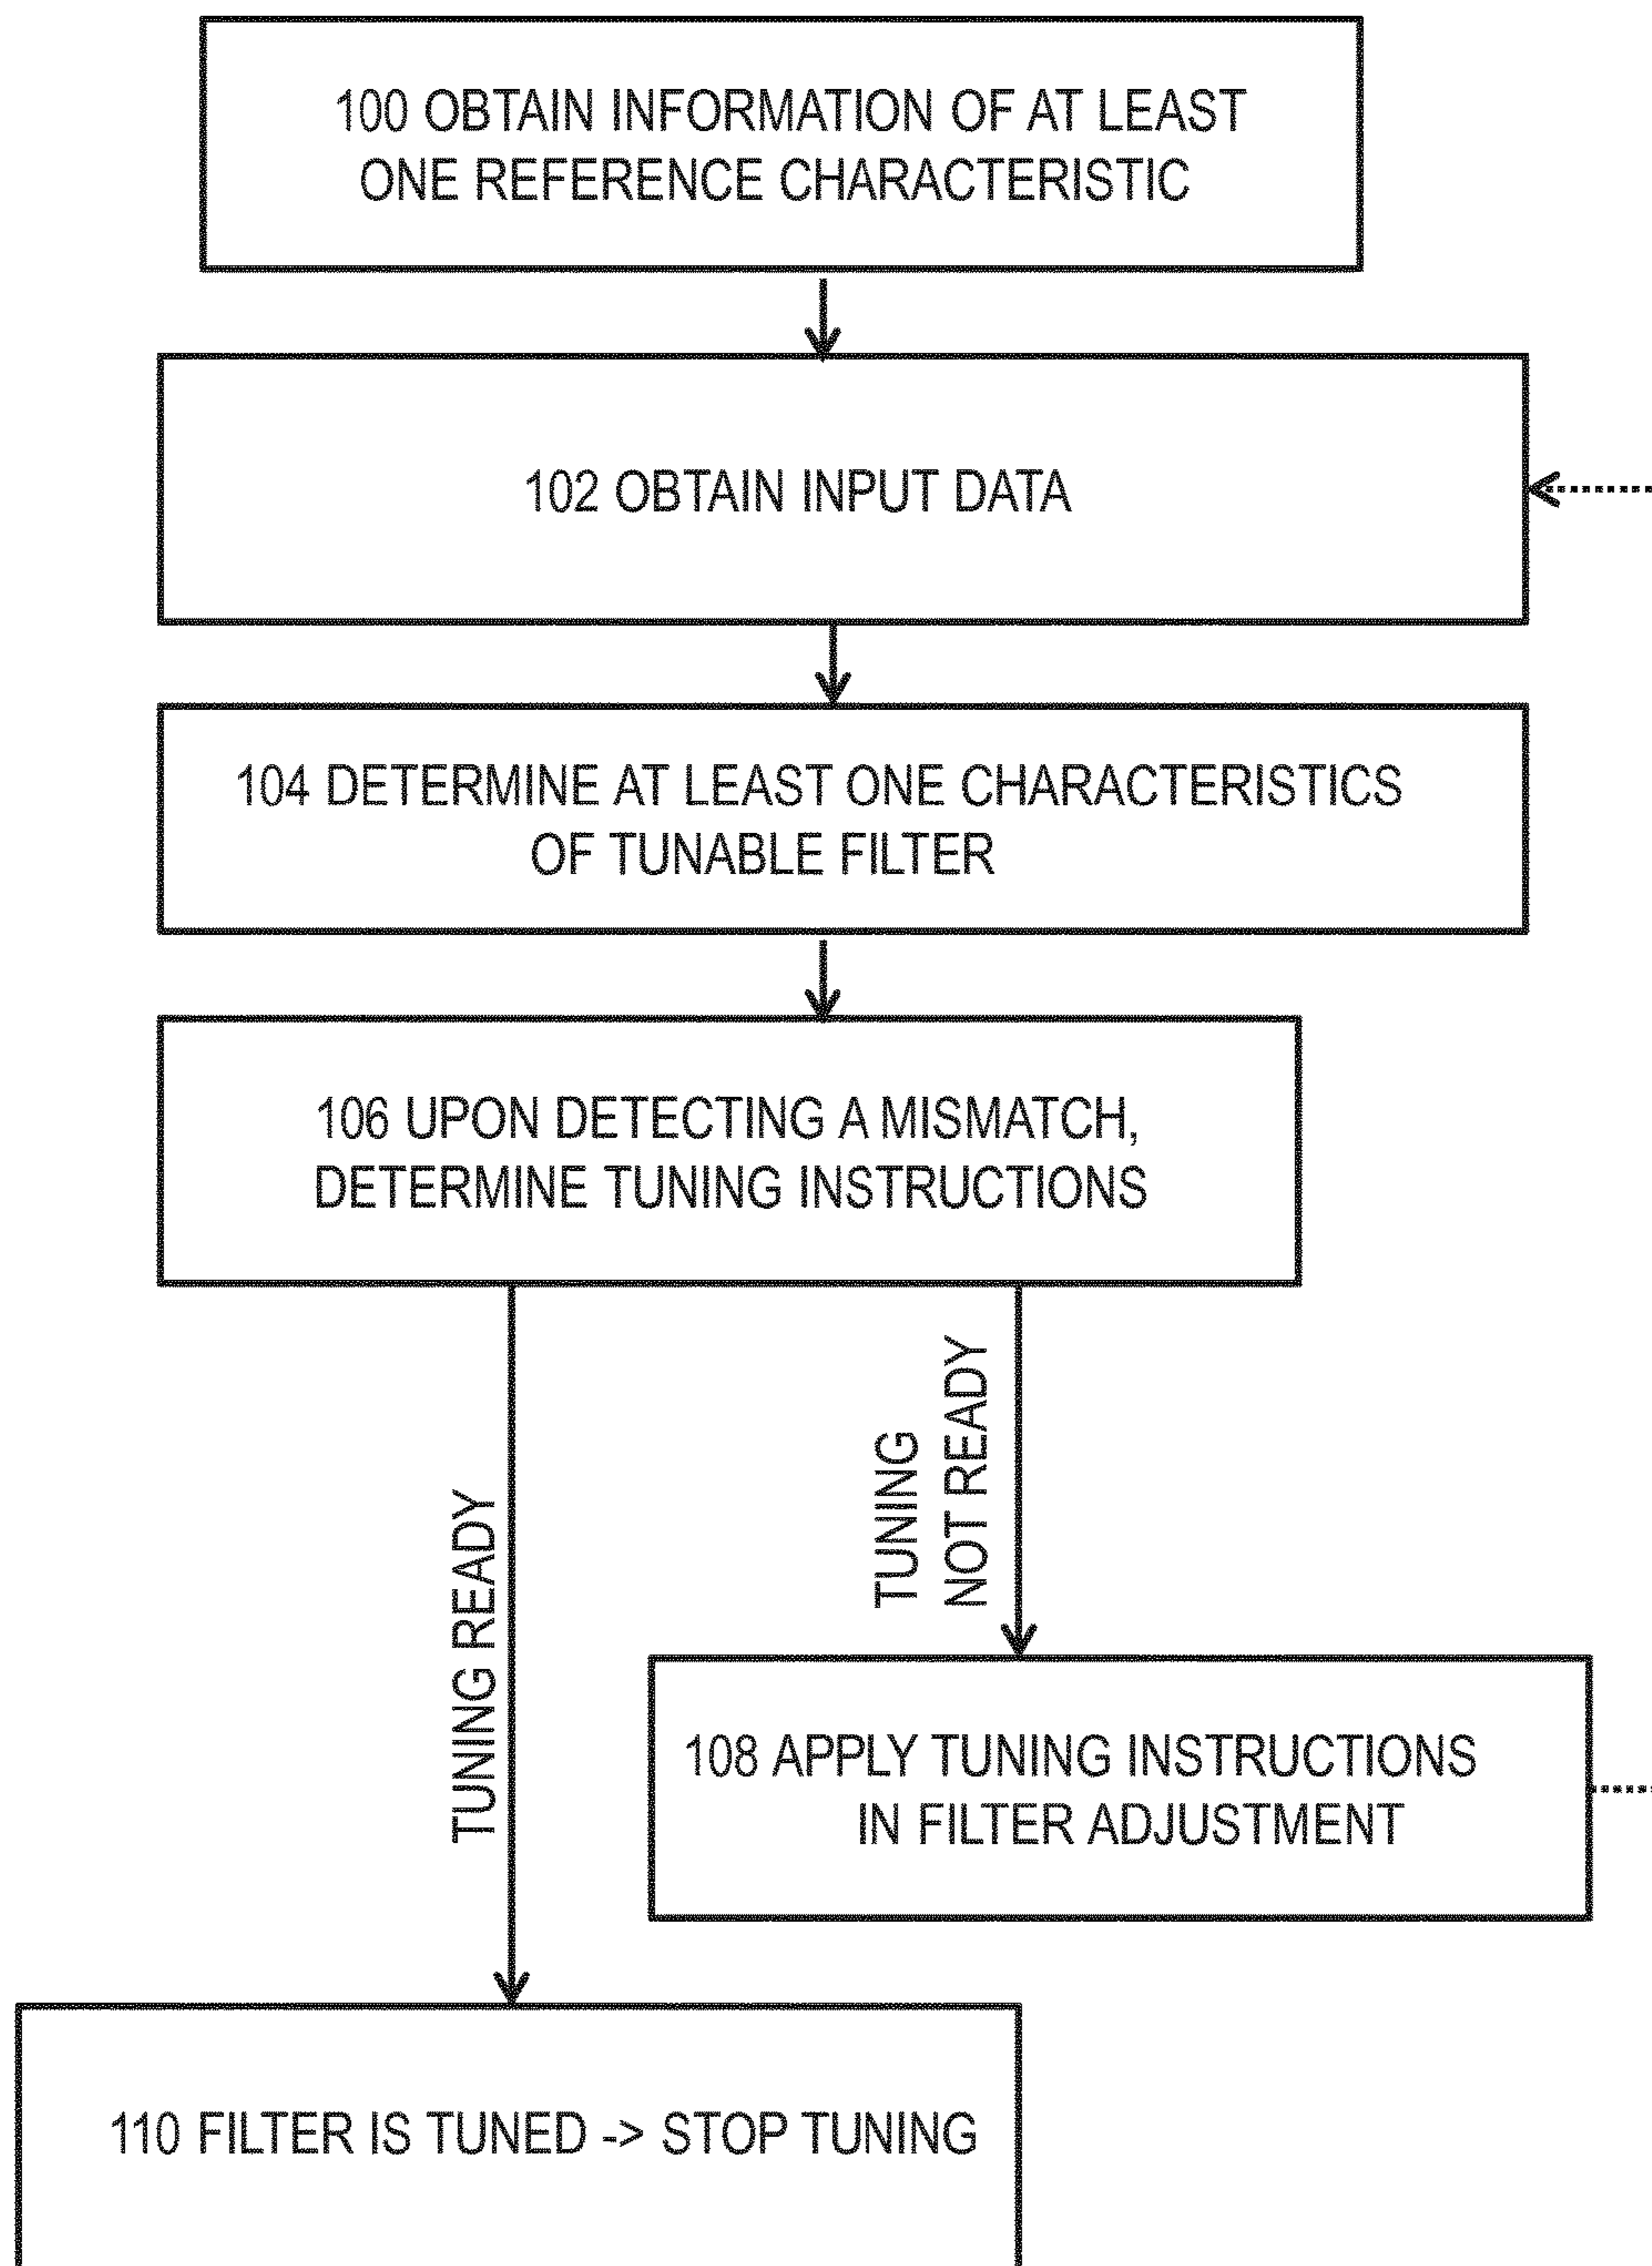 100 OBTAIN INFORMATION OF AT LEAST
ONE REFERENCE CHARACTERISTIC
102 OBTAIN INPUT DATA
104 DETERMINE AT LEAST ONE CHARACTERISTICS
OF TUNABLE FILTER
106 UPON DETECTING A MISMATCH,
DETERMINE TUNING INSTRUCTIONS
TUNING READY
TUNING
NOT READY
108 APPLY TUNING INSTRUCTIONS
IN FILTER ADJUSTMENT
110 FILTER IS TUNED -> STOP TUNING